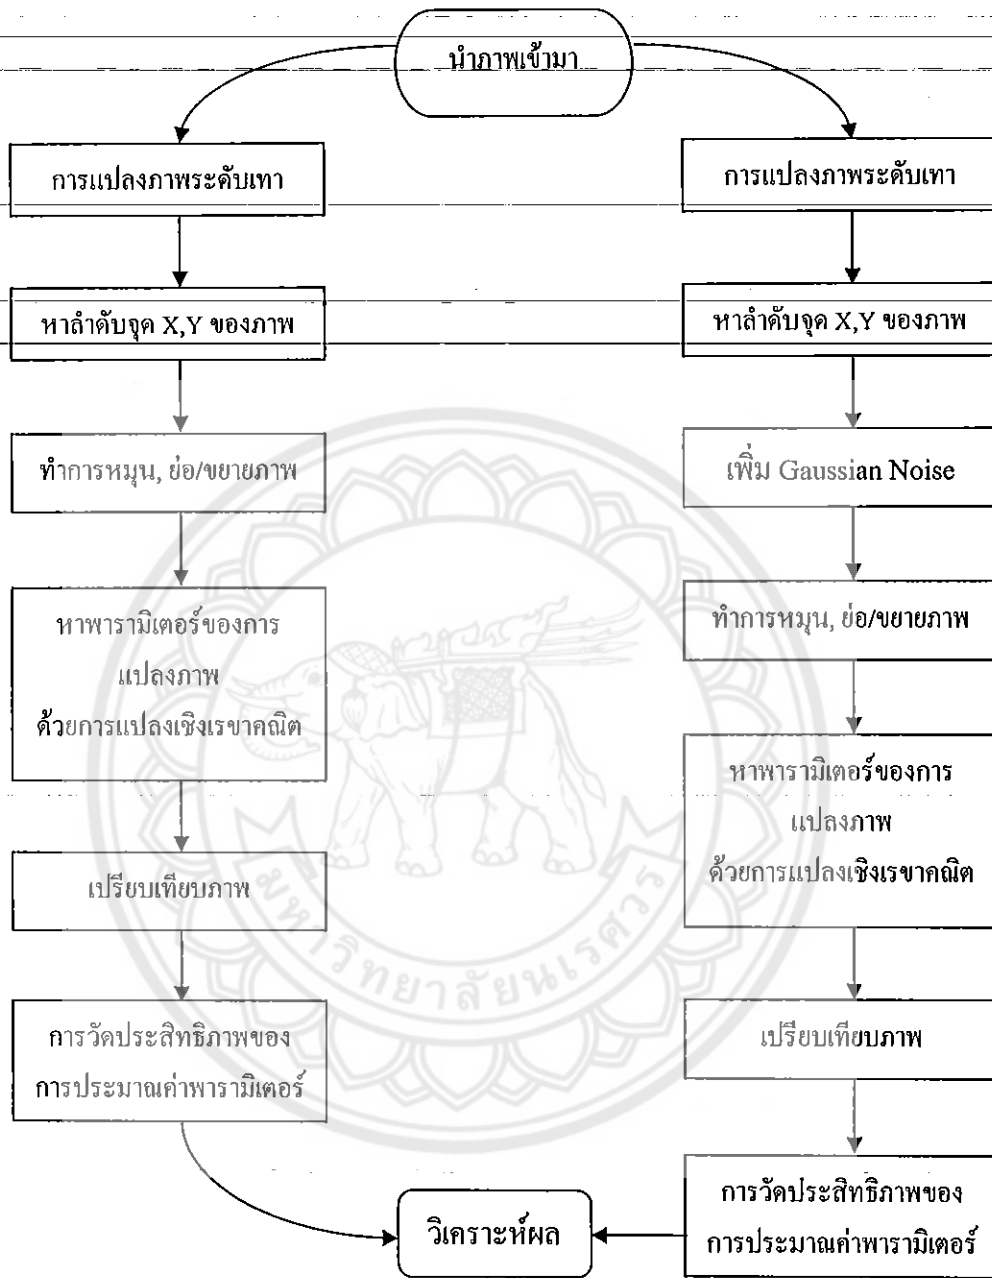 นำภาพเข้ามา
การแปลงภาพระดับเทา
หาลำดับจุด X,Y ของภาพ
ทำการหมุน, ย่อ/ขยายภาพ
หาพารามิเตอร์ของการ
แปลงภาพ
ด้วยการแปลงเชิงเรขาคณิต
เปรียบเทียบภาพ
การวัดประสิทธิภาพของ
การประมาณค่าพารามิเตอร์
การแปลงภาพระดับเทา
หาลำดับจุด X,Y ของภาพ
เพิ่ม Gaussian Noise
ทำการหมุน, ย่อ/ขยายภาพ
หาพารามิเตอร์ของการ
แปลงภาพ
ด้วยการแปลงเชิงเรขาคณิต
เปรียบเทียบภาพ
การวัดประสิทธิภาพของ
การประมาณค่าพารามิเตอร์
วิเคราะห์ผล
มหาวิทยาลัยนเรศวร